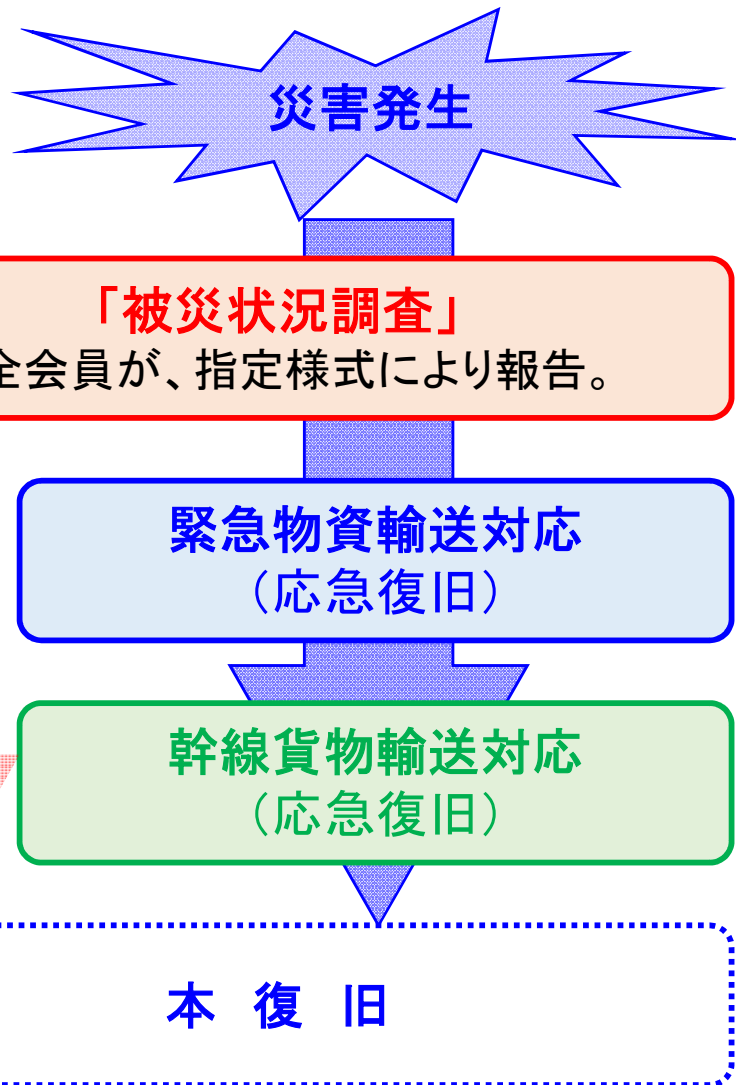 災害発生
「被災状況調査」
全会員が、指定様式により報告。
緊急物資輸送対応
（応急復旧）
幹線貨物輸送対応
（応急復旧）
本　復　旧